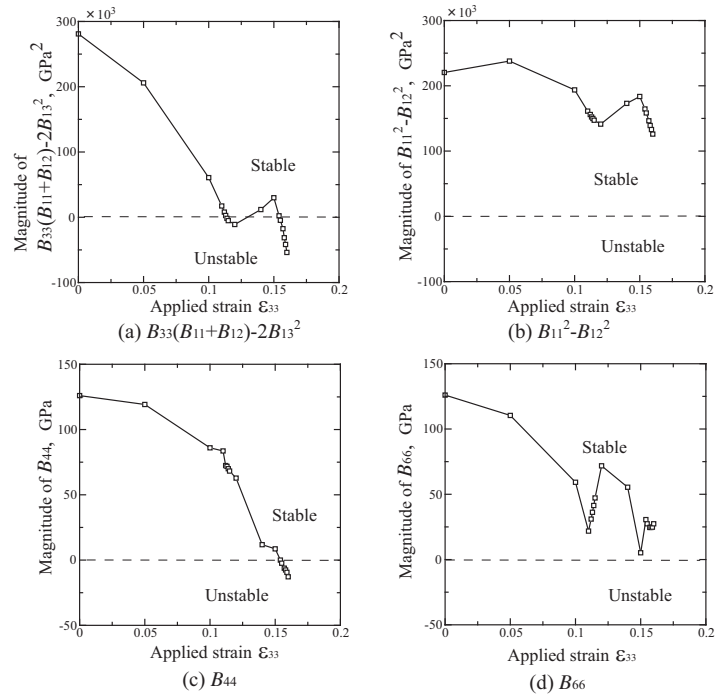 300
×10³
200
100
0
-100
0
0.05
0.1
0.15
0.2
Magnitude of
B₃₃(B₁₁+B₁₂)-2B₁₃², GPa²
Stable
Unstable
Applied strain ε₃₃
(a) B₃₃(B₁₁+B₁₂)-2B₁₃²
300
×10³
200
100
0
-100
0
0.05
0.1
0.15
0.2
Magnitude of B₁₁²-B₁₂², GPa²
Stable
Unstable
Applied strain ε₃₃
(b) B₁₁²-B₁₂²
150
100
50
0
-50
0
0.05
0.1
0.15
0.2
Magnitude of B₄₄, GPa
Stable
Unstable
Applied strain ε₃₃
(c) B₄₄
150
100
50
0
-50
0
0.05
0.1
0.15
0.2
Magnitude of B₆₆, GPa
Stable
Unstable
Applied strain ε₃₃
(d) B₆₆